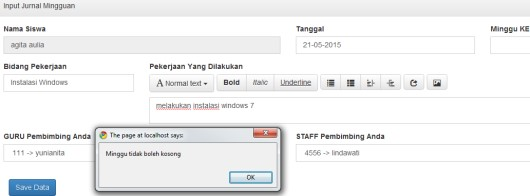 Input Jurnal Mingguan
Nama Siswa
Tanggal
Minggu KE
agita aulia
21-05-2015
Bidang Pekerjaan
Pekerjaan Yang Dilakukan
Instalasi Windows
A Normal text
Bold
Italic
Underline
melakukan instalasi windows 7
GURU Pembimbing Anda
STAFF Pembimbing Anda
The page at localhost says:
Minggu tidak boleh kosong
OK
111 -> yunianita
4556 -> lindawati
Save Data